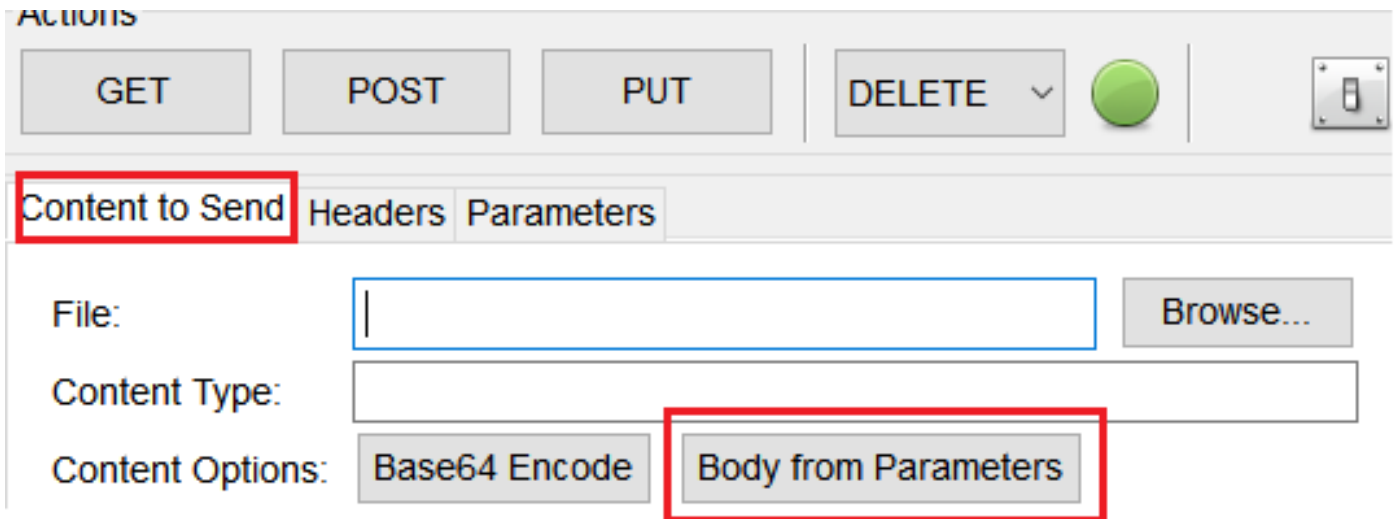 Actions
GET POST PUT DELETE
Content to Send Headers Parameters
File: Browse...
Content Type:
Content Options: Base64 Encode Body from Parameters